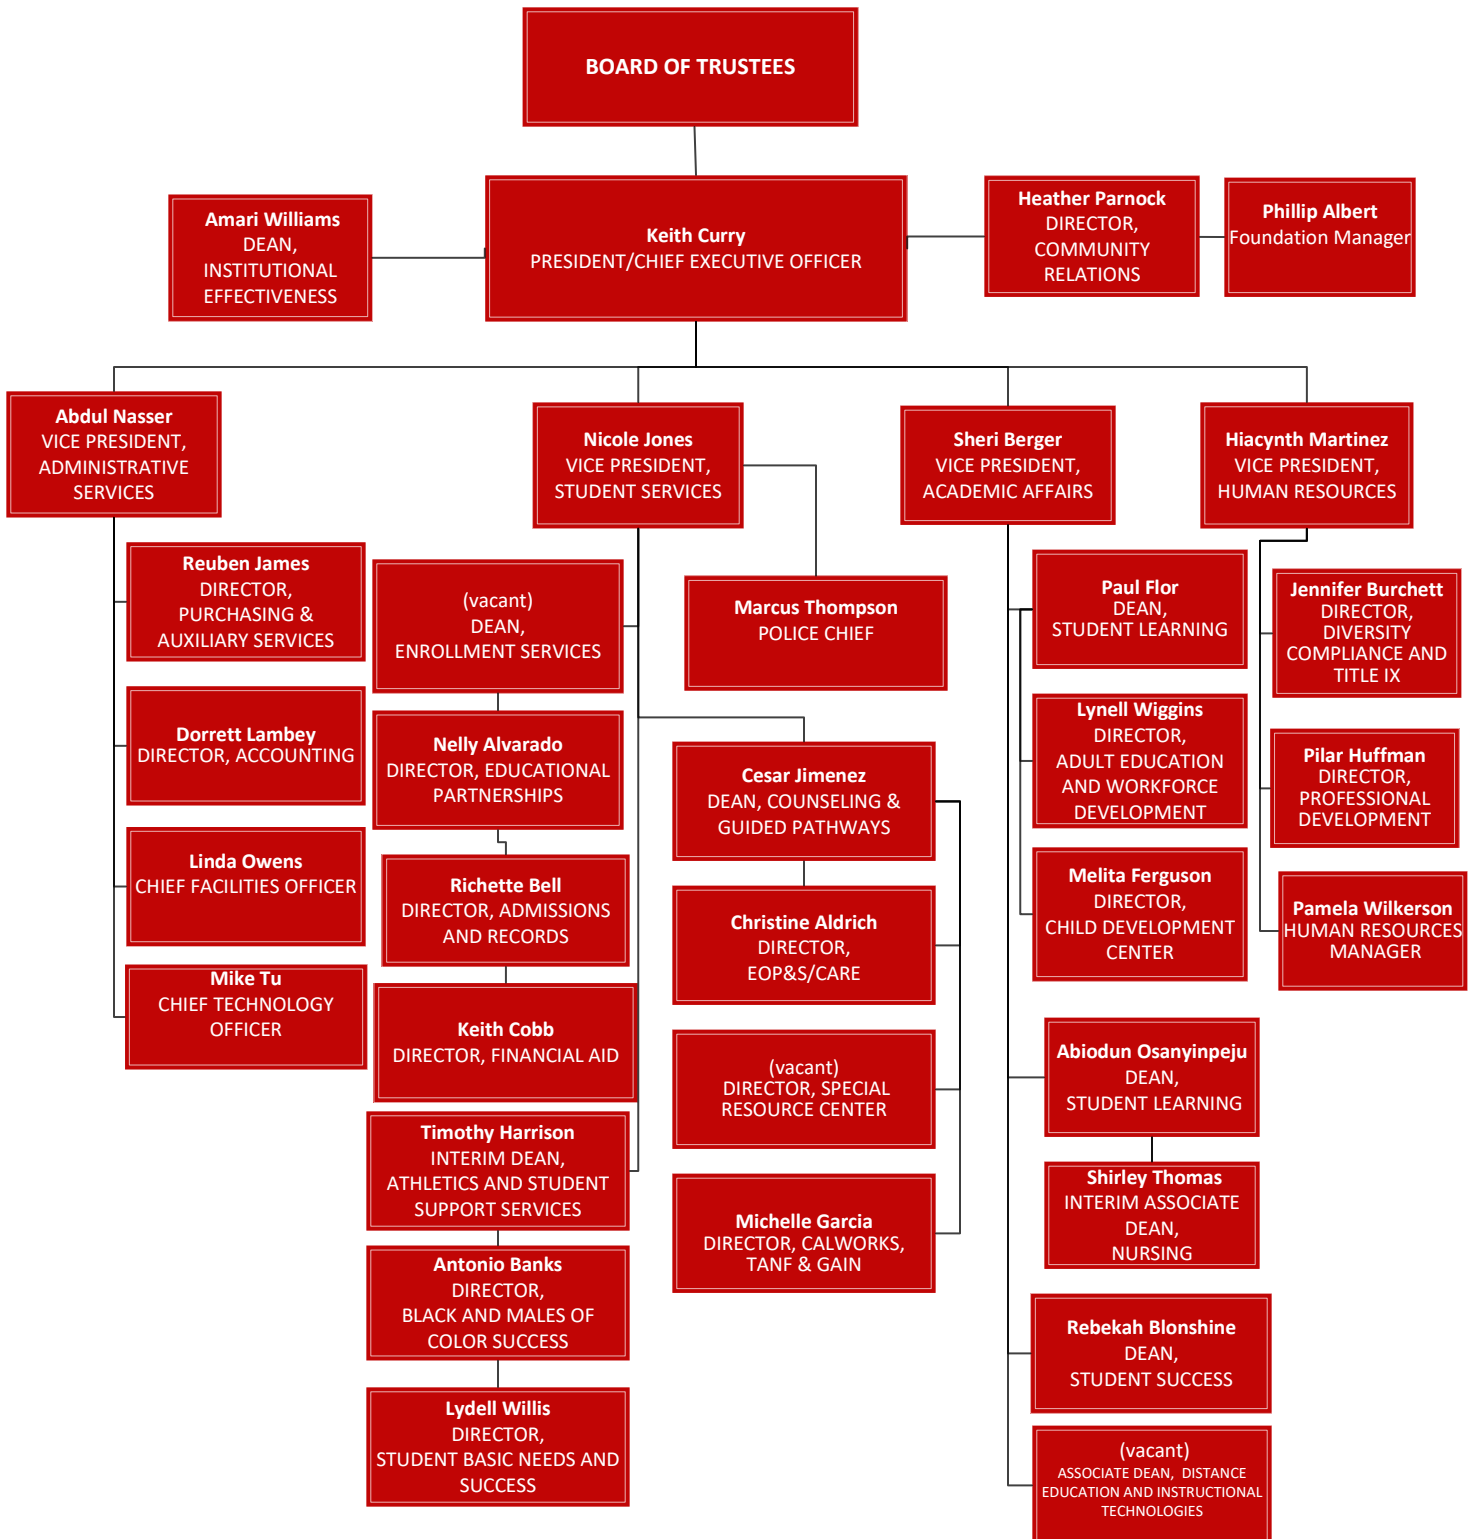 BOARD OF TRUSTEES
Amari Williams
DEAN,
INSTITUTIONAL
EFFECTIVENESS
Keith Curry
PRESIDENT/CHIEF EXECUTIVE OFFICER
Heather Parnock
DIRECTOR,
COMMUNITY
RELATIONS
Phillip Albert
Foundation Manager
Abdul Nasser
VICE PRESIDENT,
ADMINISTRATIVE
SERVICES
Nicole Jones
VICE PRESIDENT,
STUDENT SERVICES
Sheri Berger
VICE PRESIDENT,
ACADEMIC AFFAIRS
Hiacynth Martinez
VICE PRESIDENT,
HUMAN RESOURCES
Reuben James
DIRECTOR,
PURCHASING &
AUXILIARY SERVICES
Dorrett Lambey
DIRECTOR, ACCOUNTING
Linda Owens
CHIEF FACILITIES OFFICER
Mike Tu
CHIEF TECHNOLOGY
OFFICER
(vacant)
DEAN,
ENROLLMENT SERVICES
Nelly Alvarado
DIRECTOR, EDUCATIONAL
PARTNERSHIPS
Richette Bell
DIRECTOR, ADMISSIONS
AND RECORDS
Keith Cobb
DIRECTOR, FINANCIAL AID
Timothy Harrison
INTERIM DEAN,
ATHLETICS AND STUDENT
SUPPORT SERVICES
Antonio Banks
DIRECTOR,
BLACK AND MALES OF
COLOR SUCCESS
Lydell Willis
DIRECTOR,
STUDENT BASIC NEEDS AND
SUCCESS
Marcus Thompson
POLICE CHIEF
Cesar Jimenez
DEAN, COUNSELING &
GUIDED PATHWAYS
Christine Aldrich
DIRECTOR,
EOP&S/CARE
(vacant)
DIRECTOR, SPECIAL
RESOURCE CENTER
Michelle Garcia
DIRECTOR, CALWORKS,
TANF & GAIN
Paul Flor
DEAN,
STUDENT LEARNING
Lynell Wiggins
DIRECTOR,
ADULT EDUCATION
AND WORKFORCE
DEVELOPMENT
Melita Ferguson
DIRECTOR,
CHILD DEVELOPMENT
CENTER
Abiodun Osanyinpeju
DEAN,
STUDENT LEARNING
Shirley Thomas
INTERIM ASSOCIATE
DEAN,
NURSING
Rebekah Blonshine
DEAN,
STUDENT SUCCESS
(vacant)
ASSOCIATE DEAN, DISTANCE
EDUCATION AND INSTRUCTIONAL
TECHNOLOGIES
Jennifer Burchett
DIRECTOR,
DIVERSITY
COMPLIANCE AND
TITLE IX
Pilar Huffman
DIRECTOR,
PROFESSIONAL
DEVELOPMENT
Pamela Wilkerson
HUMAN RESOURCES
MANAGER